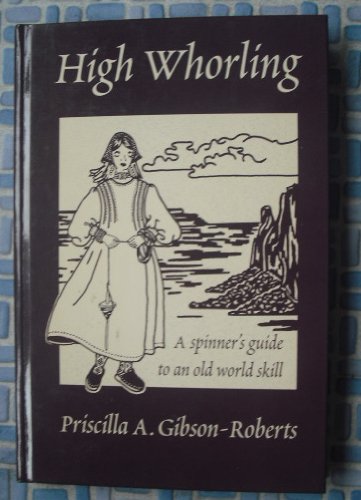 High Whorling
A spinner's guide
to an old world skill
Priscilla A. Gibson-Roberts